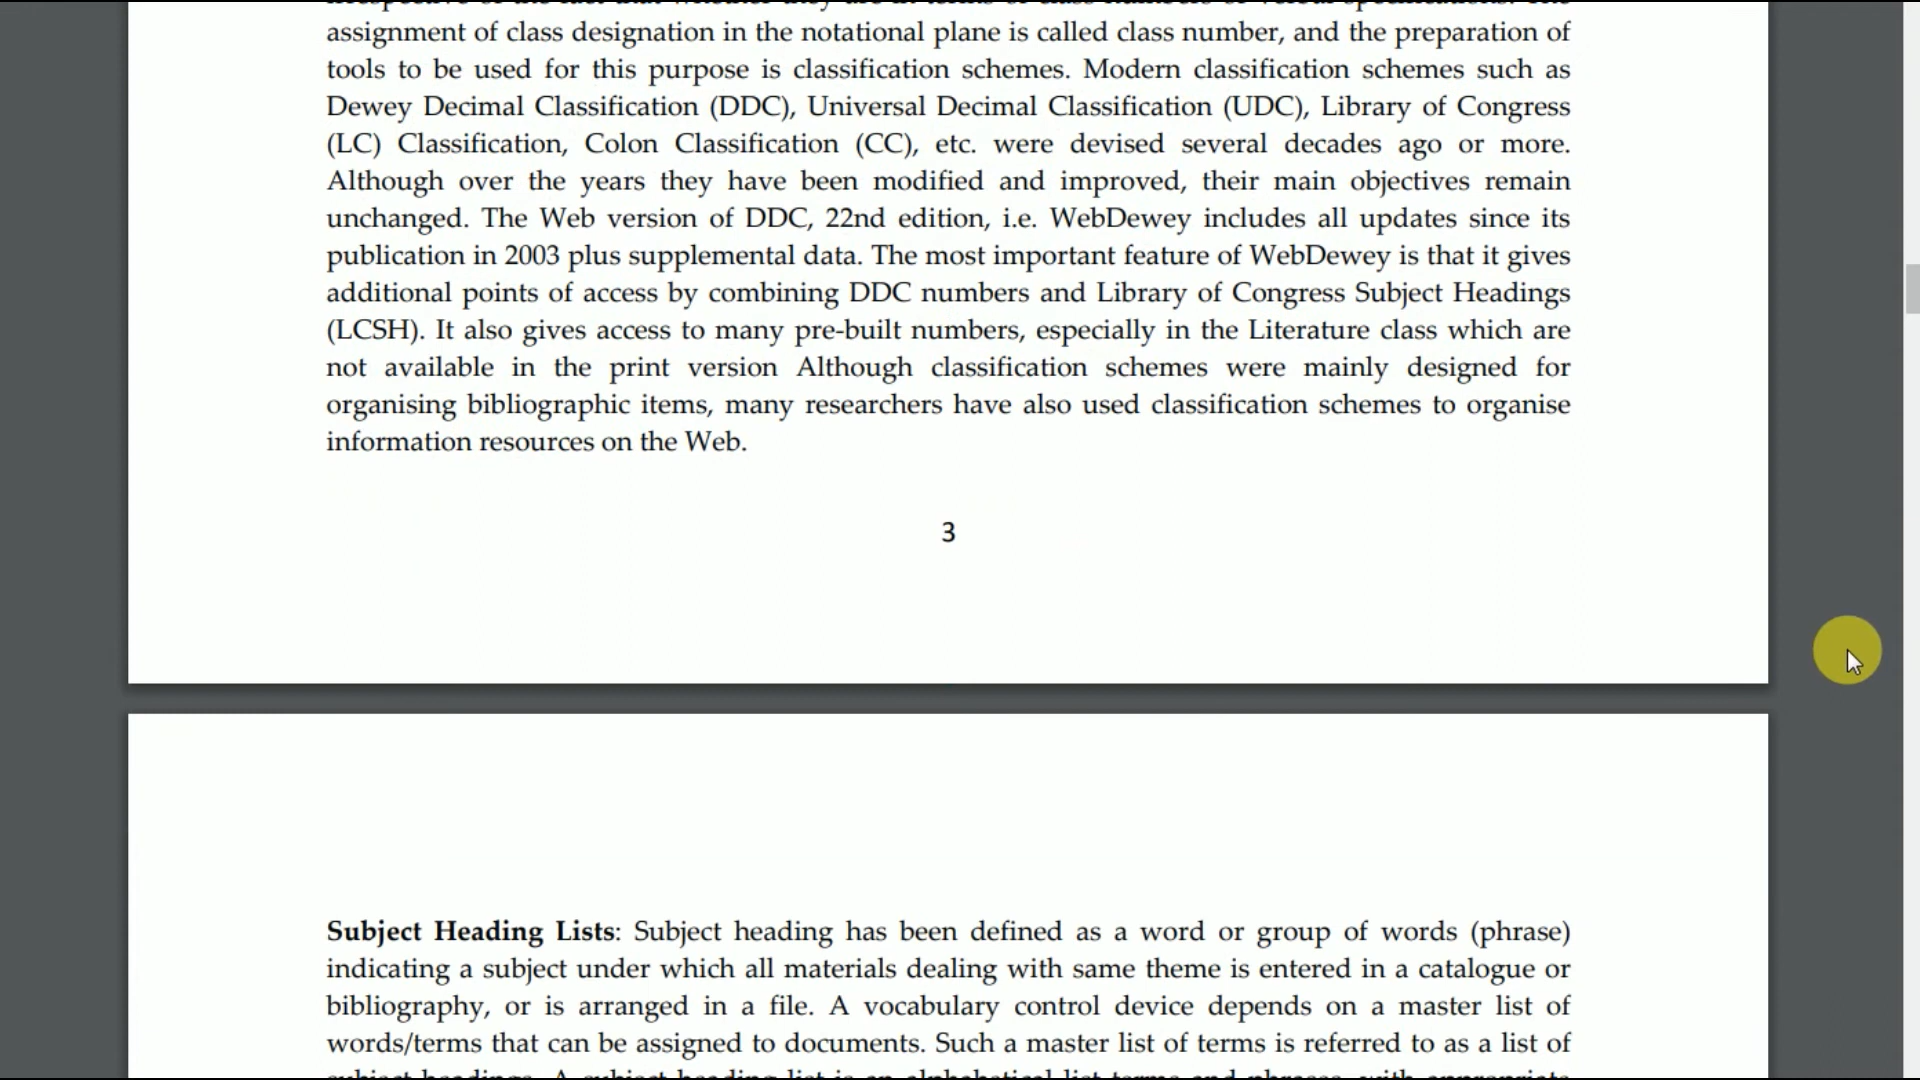 assignment of class designation in the notational plane is called class number, and the preparation of
tools to be used for this purpose is classification schemes. Modern classification schemes such as
Dewey Decimal Classification (DDC), Universal Decimal Classification (UDC), Library of Congress
(LC) Classification, Colon Classification (CC), etc. were devised several decades ago or more.
Although over the years they have been modified and improved, their main objectives remain
unchanged. The Web version of DDC, 22nd edition, i.e. WebDewey includes all updates since its
publication in 2003 plus supplemental data. The most important feature of WebDewey is that it gives
additional points of access by combining DDC numbers and Library of Congress Subject Headings
(LCSH). It also gives access to many pre-built numbers, especially in the Literature class which are
not available in the print version Although classification schemes were mainly designed for
organising bibliographic items, many researchers have also used classification schemes to organise
information resources on the Web.
3
Subject Heading Lists: Subject heading has been defined as a word or group of words (phrase)
indicating a subject under which all materials dealing with same theme is entered in a catalogue or
bibliography, or is arranged in a file. A vocabulary control device depends on a master list of
words/terms that can be assigned to documents. Such a master list of terms is referred to as a list of